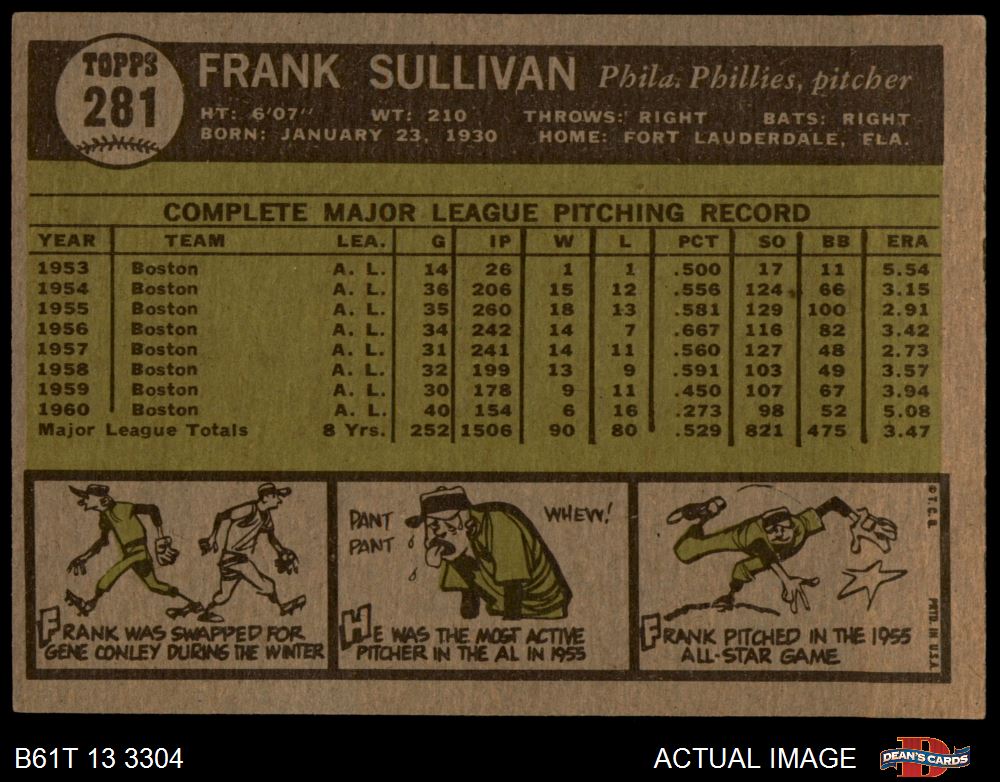 TOPPS
281
FRANK SULLIVAN Phila. Phillies, pitcher
HT: 6'07" WT: 210 THROWS: RIGHT BATS: RIGHT
BORN: JANUARY 23, 1930 HOME: FORT LAUDERDALE, FLA.
COMPLETE MAJOR LEAGUE PITCHING RECORD
YEAR TEAM LEA. G IP W L PCT SO BB ERA
1953 Boston A. L. 14 26 1 1 .500 17 11 5.54
1954 Boston A. L. 36 206 15 12 .556 124 66 3.15
1955 Boston A. L. 35 260 18 13 .581 129 100 2.91
1956 Boston A. L. 34 242 14 7 .667 116 82 3.42
1957 Boston A. L. 31 241 14 11 .560 127 48 2.73
1958 Boston A. L. 32 199 13 9 .591 103 49 3.57
1959 Boston A. L. 30 178 9 11 .450 107 67 3.94
1960 Boston A. L. 40 154 6 16 .273 98 52 5.08
Major League Totals 8 Yrs. 252 1506 90 80 .529 821 475 3.47
FRANK WAS SWAPPED FOR
GENE CONLEY DURING THE WINTER
PANT
PANT
WHEW!
HE WAS THE MOST ACTIVE
PITCHER IN THE AL IN 1955
FRANK PITCHED IN THE 1955
ALL-STAR GAME
© T. C. G.
PRTD. IN U.S.A.
B61T 13 3304
ACTUAL IMAGE
DEAN'S CARDS